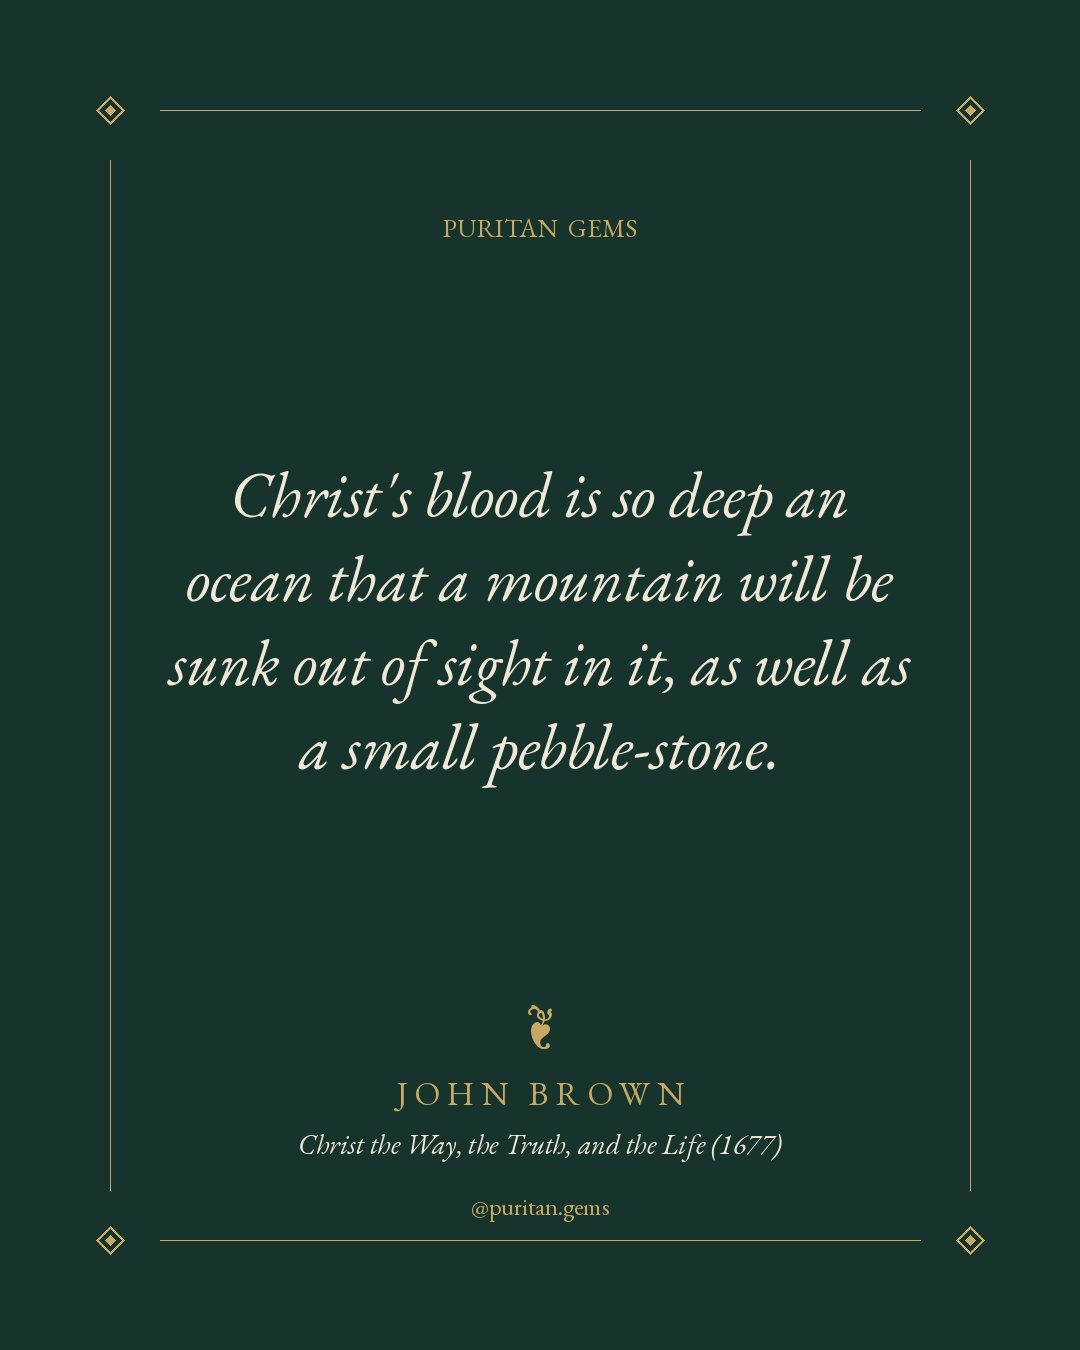 PURITAN GEMS
Christ's blood is so deep an
ocean that a mountain will be
sunk out of sight in it, as well as
a small pebble-stone.
JOHN BROWN
Christ the Way, the Truth, and the Life (1677)
@puritan.gems